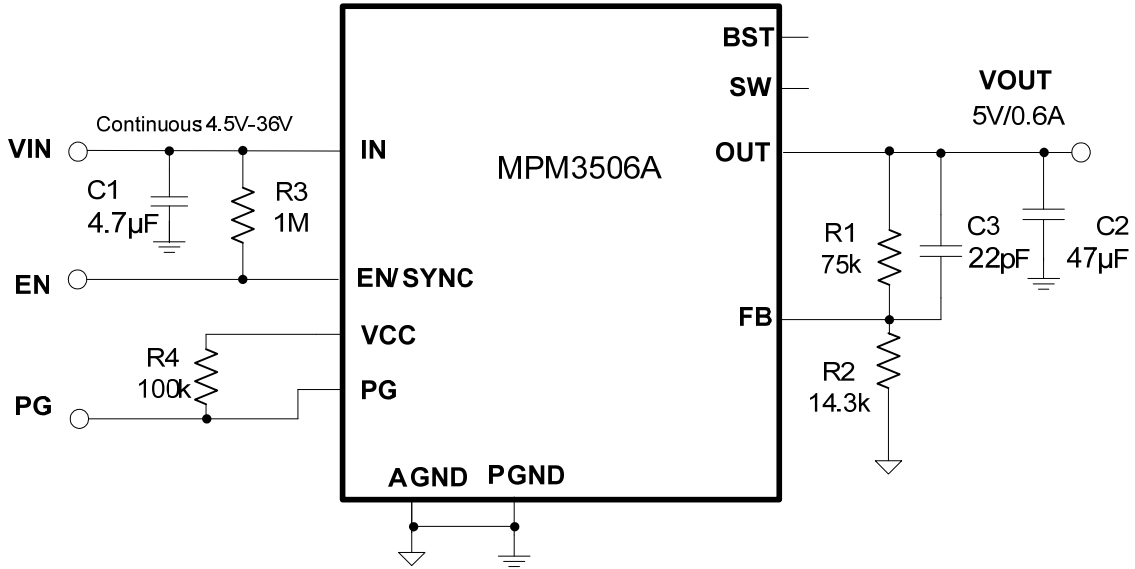 BST
SW
VOUT
5V/0.6A
Continuous 4.5V-36V
VIN
IN
MPM3506A
OUT
C1
4.7µF
R3
1M
R1
75k
C3
22pF
C2
47µF
EN
EN/SYNC
FB
VCC
R4
100k
PG
PG
R2
14.3k
AGND
PGND